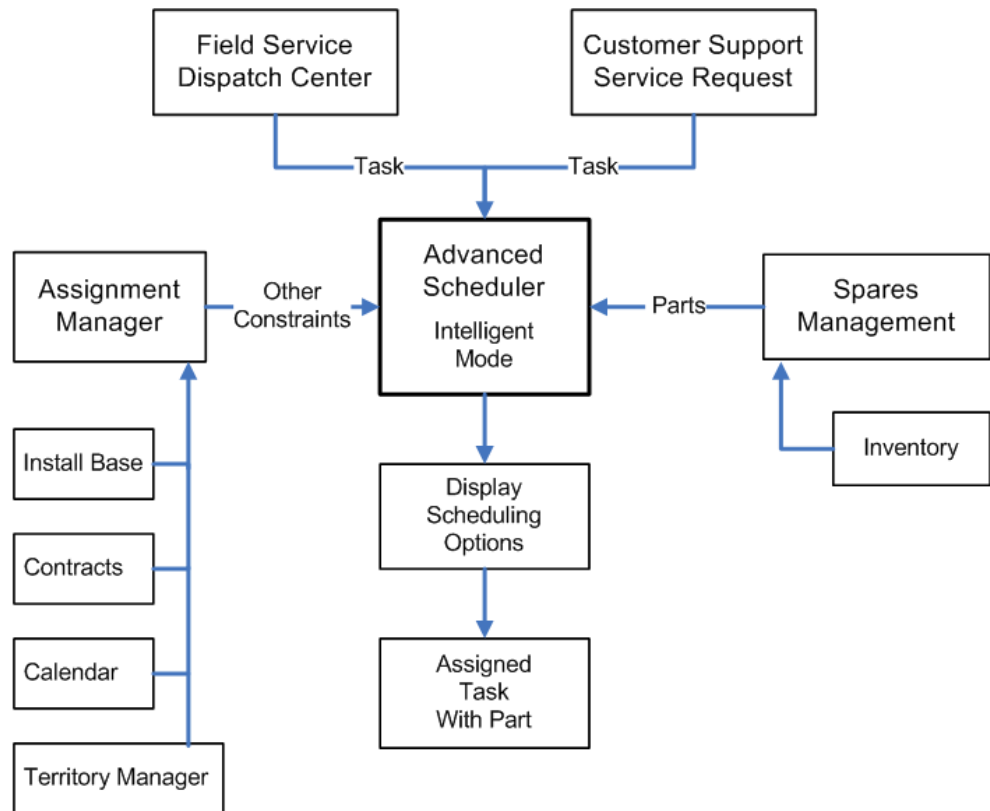 Field Service
Dispatch Center
Customer Support
Service Request
Task
Task
Assignment
Manager
Other
Constraints
Advanced
Scheduler
Intelligent
Mode
Parts
Spares
Management
Install Base
Inventory
Display
Scheduling
Options
Contracts
Calendar
Assigned
Task
With Part
Territory Manager